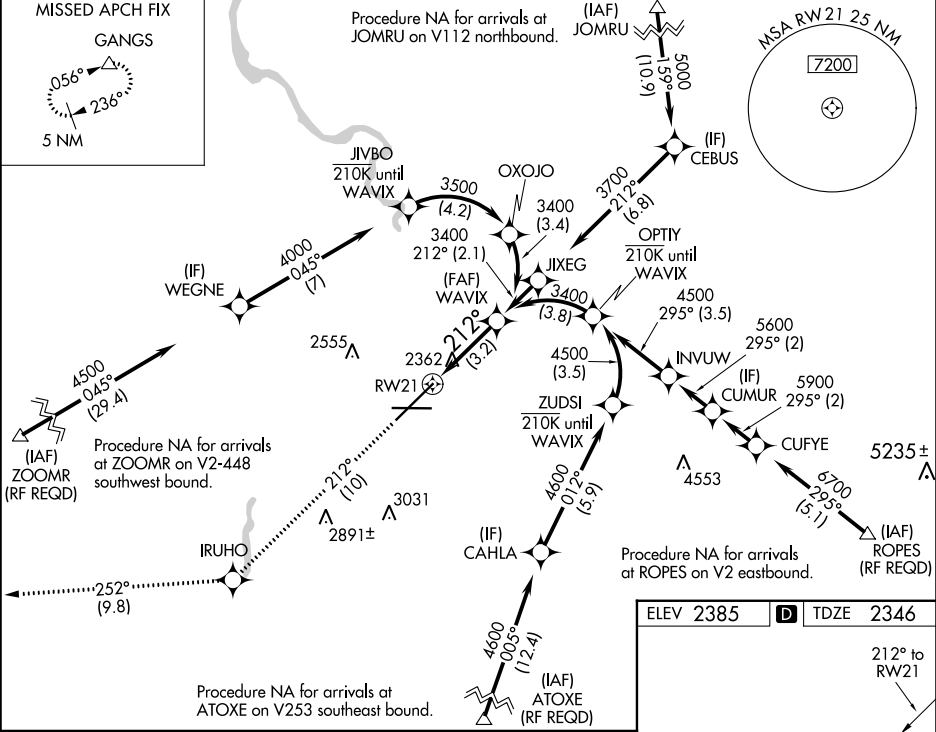 MISSED APCH FIX
GANGS
056°
236°
5 NM
Procedure NA for arrivals at
JOMRU on V112 northbound.
(IAF)
JOMRU
5000
159°
(10.9)
MSA RW21 25 NM
7200
(IF)
CEBUS
3700
212°
(6.8)
JIVBO
210K until
WAVIX
3500
(4.2)
OXOJO
3400
(3.4)
3400
212° (2.1)
OPTIY
210K until
WAVIX
JIXEG
(FAF)
WAVIX
3400
(3.8)
4000
045°
(7)
(IF)
WEGNE
4500
295° (3.5)
212°
(3.2)
2555
2362
RW21
4500
(3.5)
INVUW
5600
295° (2)
(IF)
CUMUR
5900
295° (2)
CUFYE
4500
045°
(29.4)
(IAF)
ZOOMR
(RF REQD)
Procedure NA for arrivals
at ZOOMR on V2-448
southwest bound.
ZUDSI
210K until
WAVIX
4553
5235±
6700
295°
(5.1)
(IAF)
ROPES
(RF REQD)
212°
(10)
3031
2891±
4600
012°
(5.9)
(IF)
CAHLA
Procedure NA for arrivals
at ROPES on V2 eastbound.
IRUHO
252°
(9.8)
4600
005°
(12.4)
(IAF)
ATOXE
(RF REQD)
Procedure NA for arrivals at
ATOXE on V253 southeast bound.
ELEV 2385 D TDZE 2346
212° to
RW21